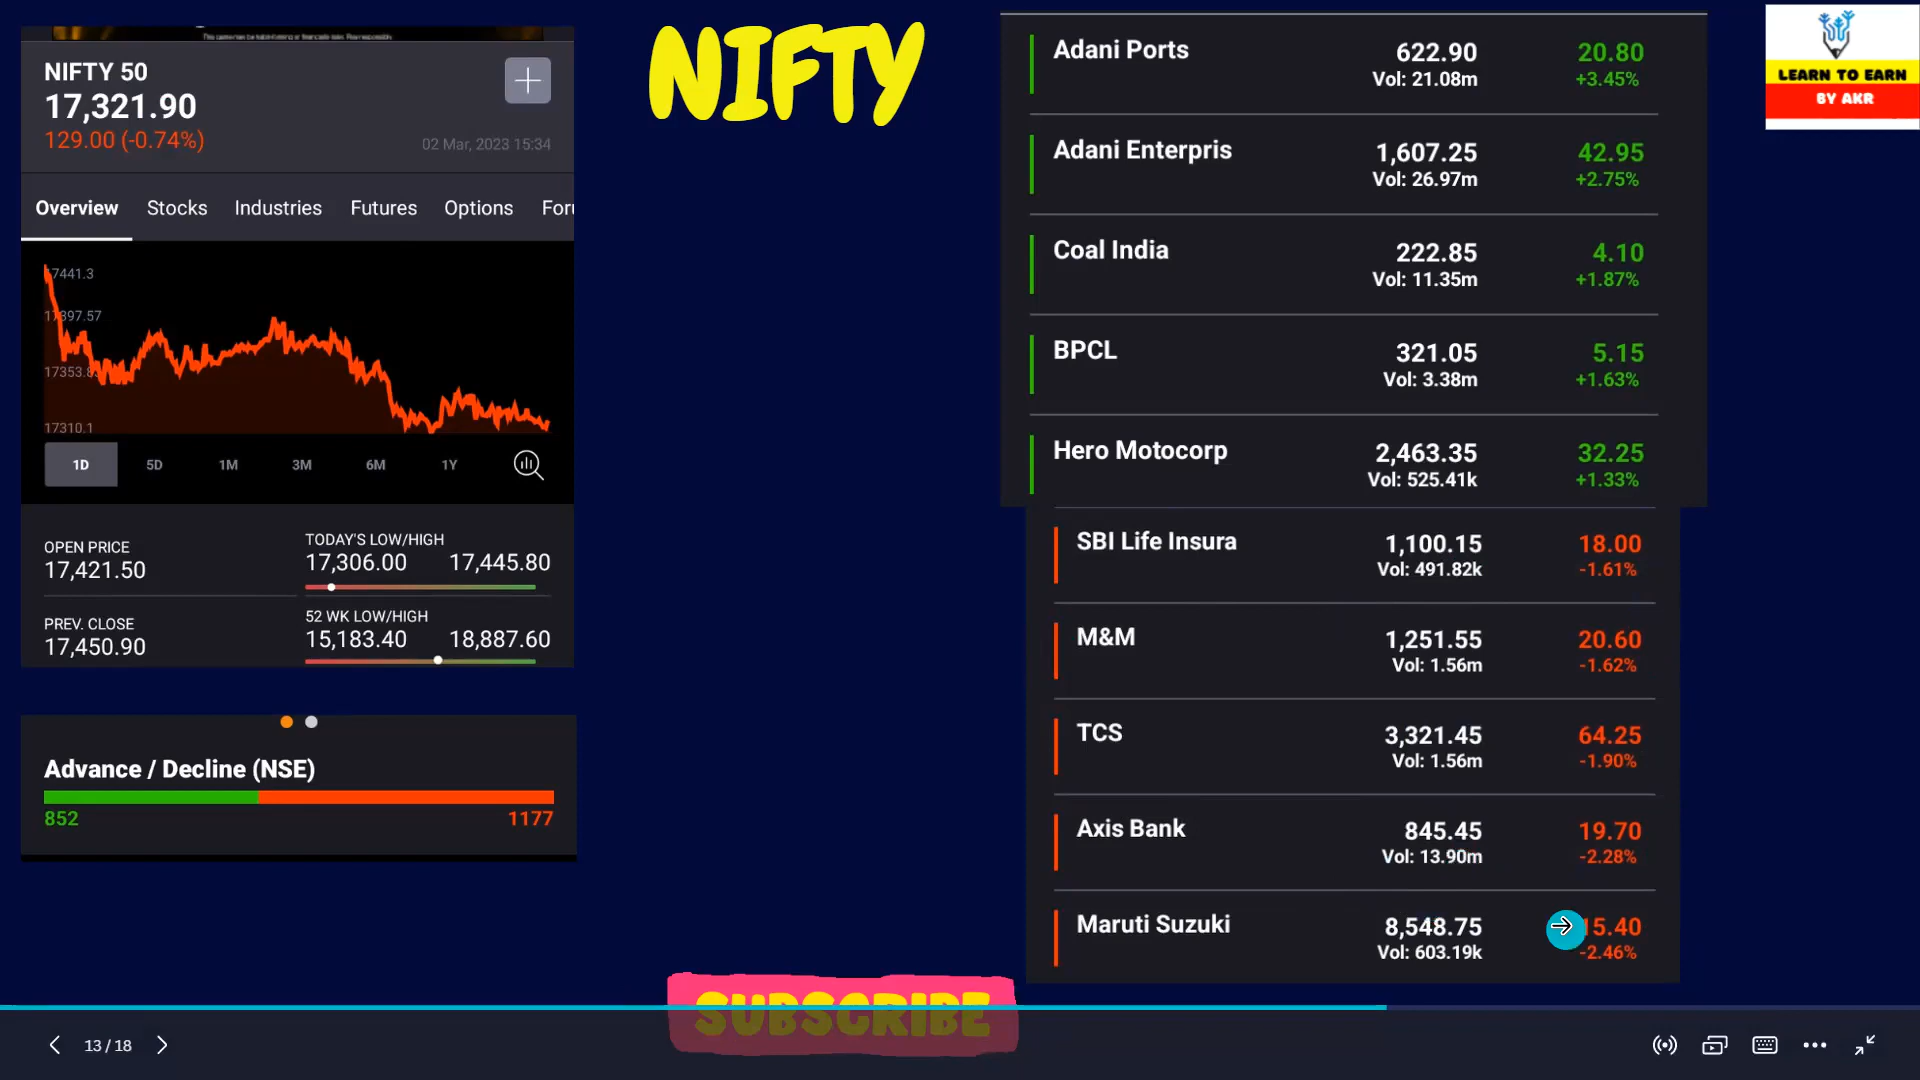 NIFTY 50
17,321.90
129.00 (-0.74%)
02 Mar, 2023 15:34
Overview Stocks Industries Futures Options
17441.3
17397.57
17310.1
1D 5D 1M 3M 6M 1Y
OPEN PRICE
17,421.50
TODAY'S LOW/HIGH
17,306.00 17,445.80
PREV. CLOSE
17,450.90
52 WK LOW/HIGH
15,183.40 18,887.60
Advance / Decline (NSE)
852 1177
NIFTY
Adani Ports 622.90 20.80
Vol: 21.08m +3.45%
Adani Enterpris 1,607.25 42.95
Vol: 26.97m +2.75%
Coal India 222.85 4.10
Vol: 11.35m +1.87%
BPCL 321.05 5.15
Vol: 3.38m +1.63%
Hero Motocorp 2,463.35 32.25
Vol: 525.41k +1.33%
SBI Life Insura 1,100.15 18.00
Vol: 491.82k -1.61%
M&M 1,251.55 20.60
Vol: 1.56m -1.62%
TCS 3,321.45 64.25
Vol: 1.56m -1.90%
Axis Bank 845.45 19.70
Vol: 13.90m -2.28%
Maruti Suzuki 8,548.75 15.40
Vol: 603.19k -2.46%
LEARN TO EARN
BY AKR
SUBSCRIBE
13 / 18